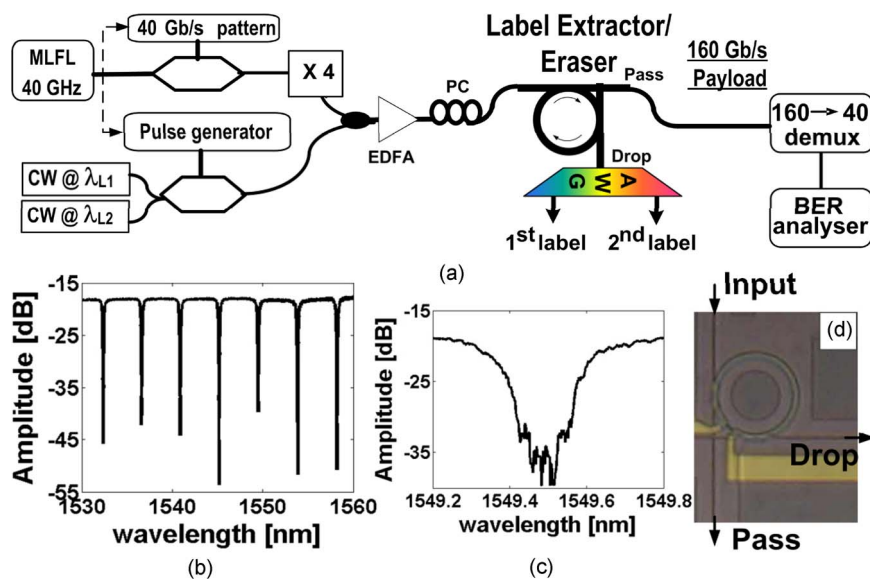 MLFL
40 GHz
40 Gb/s pattern
X 4
Pulse generator
CW @ λL1
CW @ λL2
EDFA
PC
Label Extractor/
Eraser
Pass
Drop
A W G
1st label
2nd label
160 Gb/s
Payload
160→40
demux
BER
analyser
(a)
Amplitude [dB]
-15
-25
-35
-45
-55
1530
1540
1550
1560
wavelength [nm]
(b)
Amplitude [dB]
-15
-25
-35
1549.2
1549.4
1549.6
1549.8
wavelength [nm]
(c)
Input
(d)
Drop
Pass